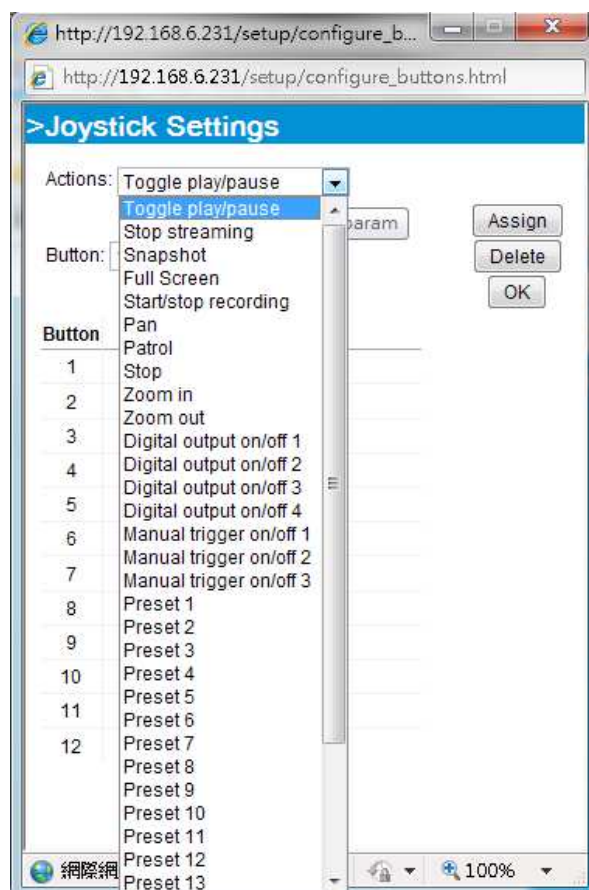 http://192.168.6.231/setup/configure_b...
http://192.168.6.231/setup/configure_buttons.html
>Joystick Settings
Actions: Toggle play/pause
Toggle play/pause
Stop streaming
param
Assign
Button:
Snapshot
Delete
Full Screen
Start/stop recording
OK
Button
Pan
Patrol
1
Stop
2
Zoom in
Zoom out
3
Digital output on/off 1
4
Digital output on/off 2
Digital output on/off 3
5
Digital output on/off 4
6
Manual trigger on/off 1
Manual trigger on/off 2
7
Manual trigger on/off 3
8
Preset 1
Preset 2
9
Preset 3
10
Preset 4
Preset 5
11
Preset 6
12
Preset 7
Preset 8
Preset 9
Preset 10
Preset 11
Preset 12
網際網
100%
Preset 13